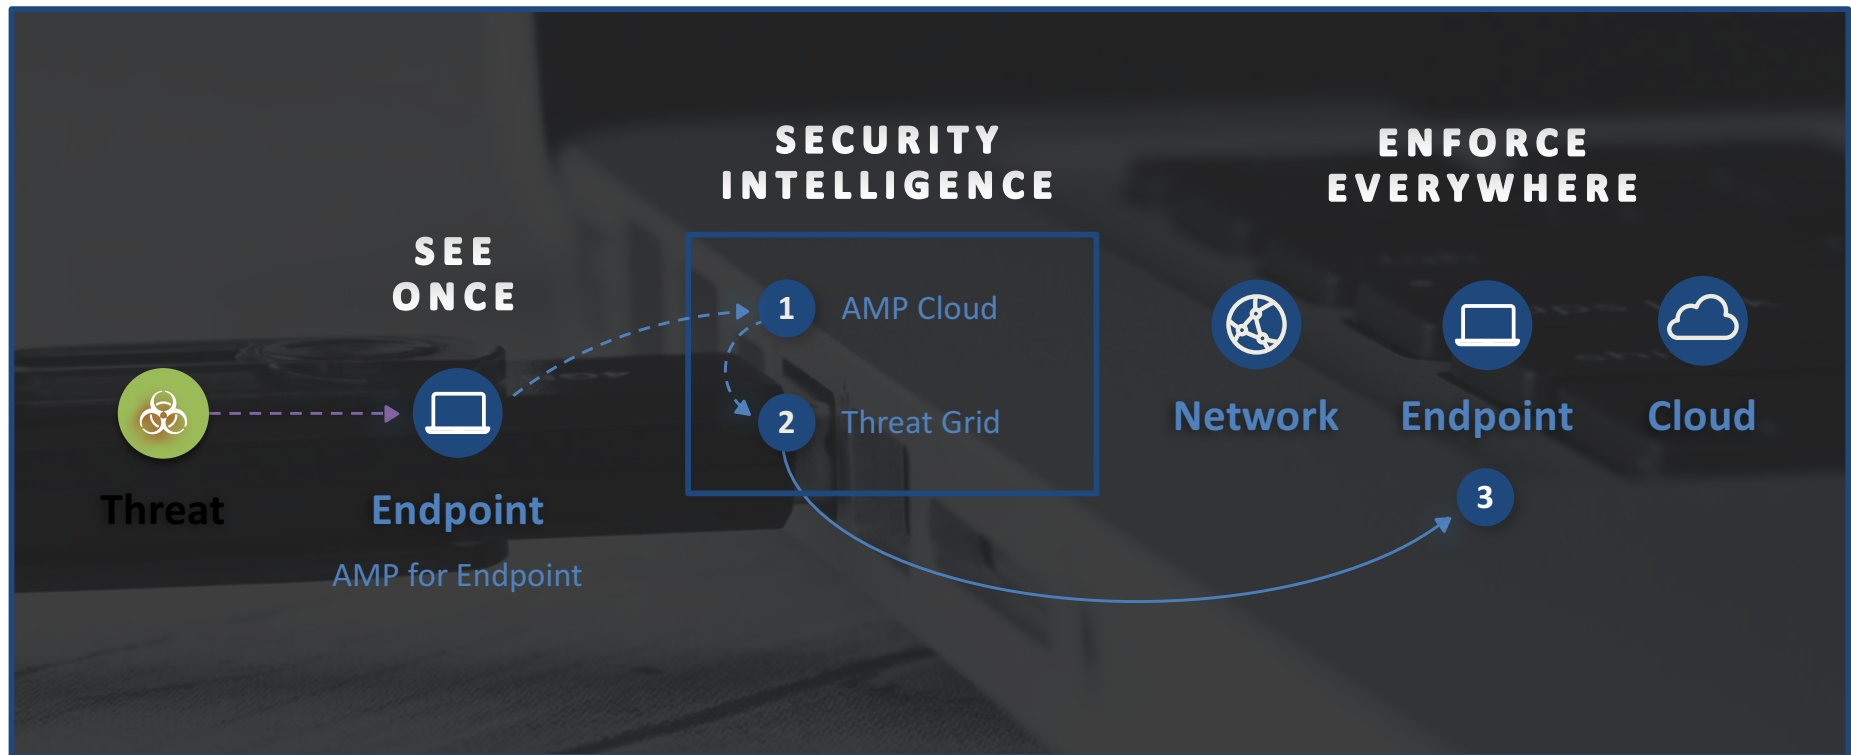 SEE
ONCE
SECURITY
INTELLIGENCE
ENFORCE
EVERYWHERE
Threat
Endpoint
AMP for Endpoint
1
AMP Cloud
2
Threat Grid
Network
Endpoint
Cloud
3